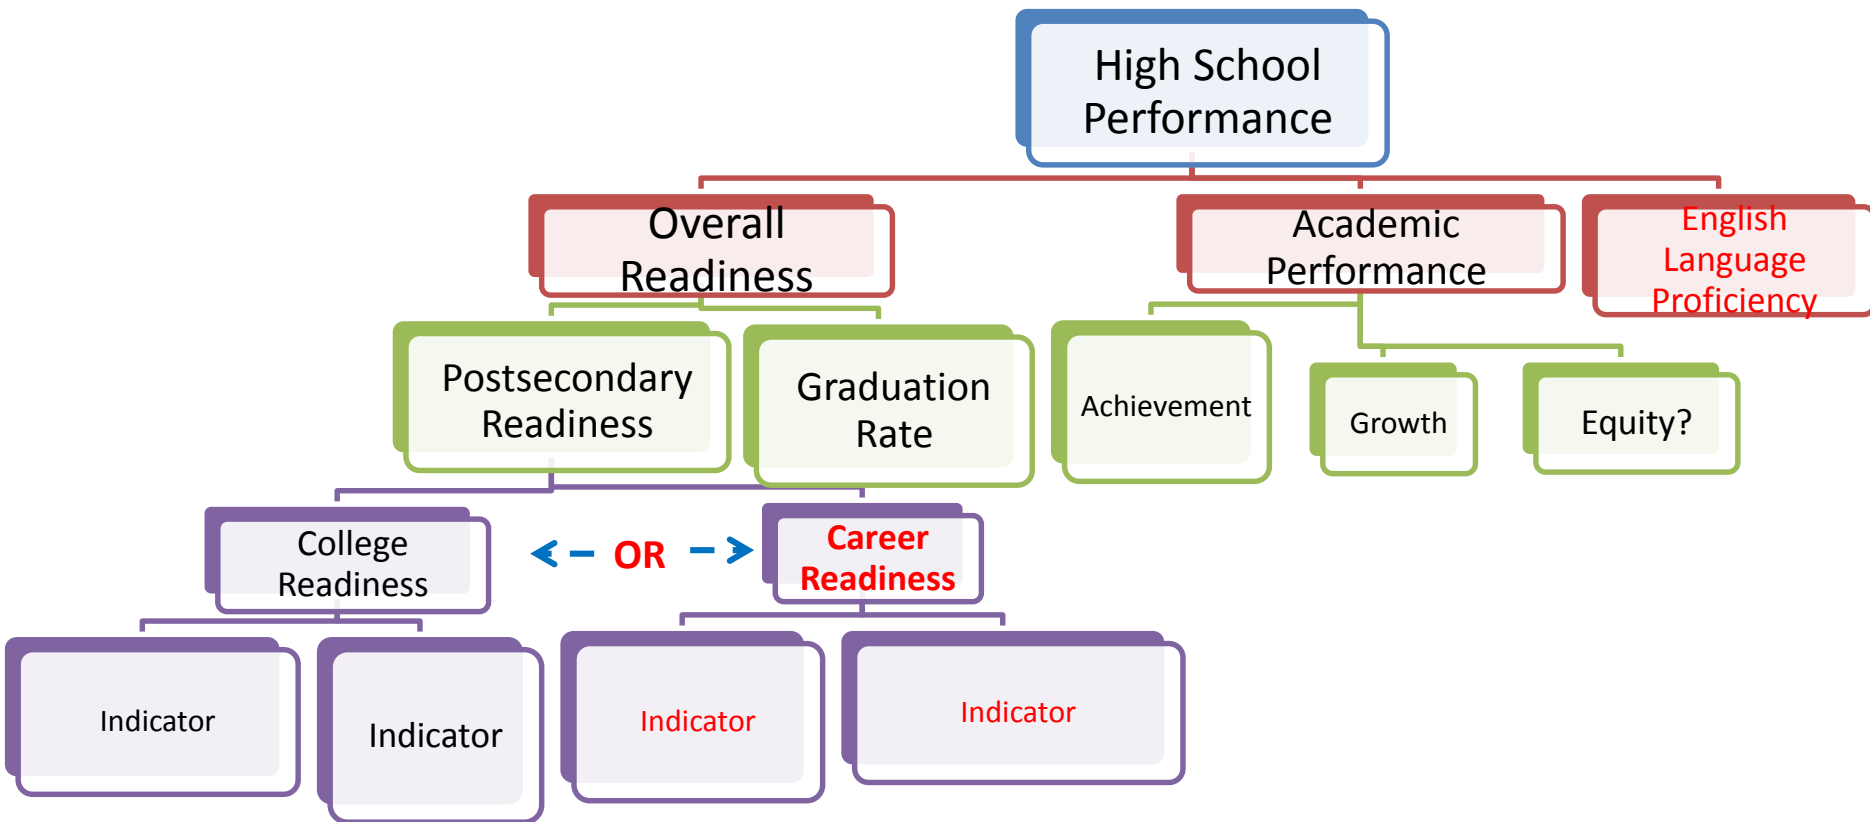 High School
Performance
Overall
Readiness
Academic
Performance
English
Language
Proficiency
Postsecondary
Readiness
Graduation
Rate
Achievement
Growth
Equity?
College
Readiness
OR
Career
Readiness
Indicator
Indicator
Indicator
Indicator